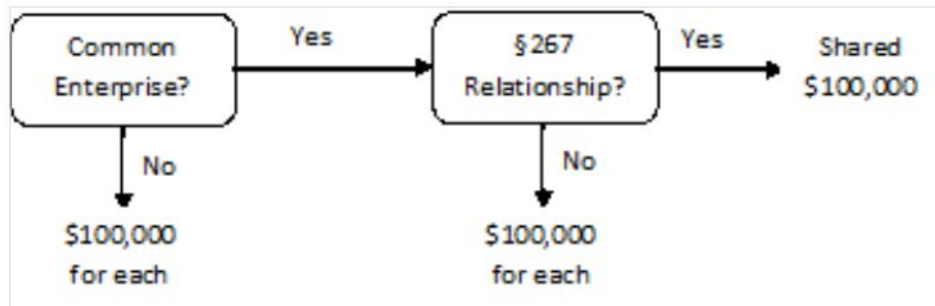 Common
Enterprise?
Yes
§267
Relationship?
Yes
Shared
$100,000
No
$100,000
for each
No
$100,000
for each